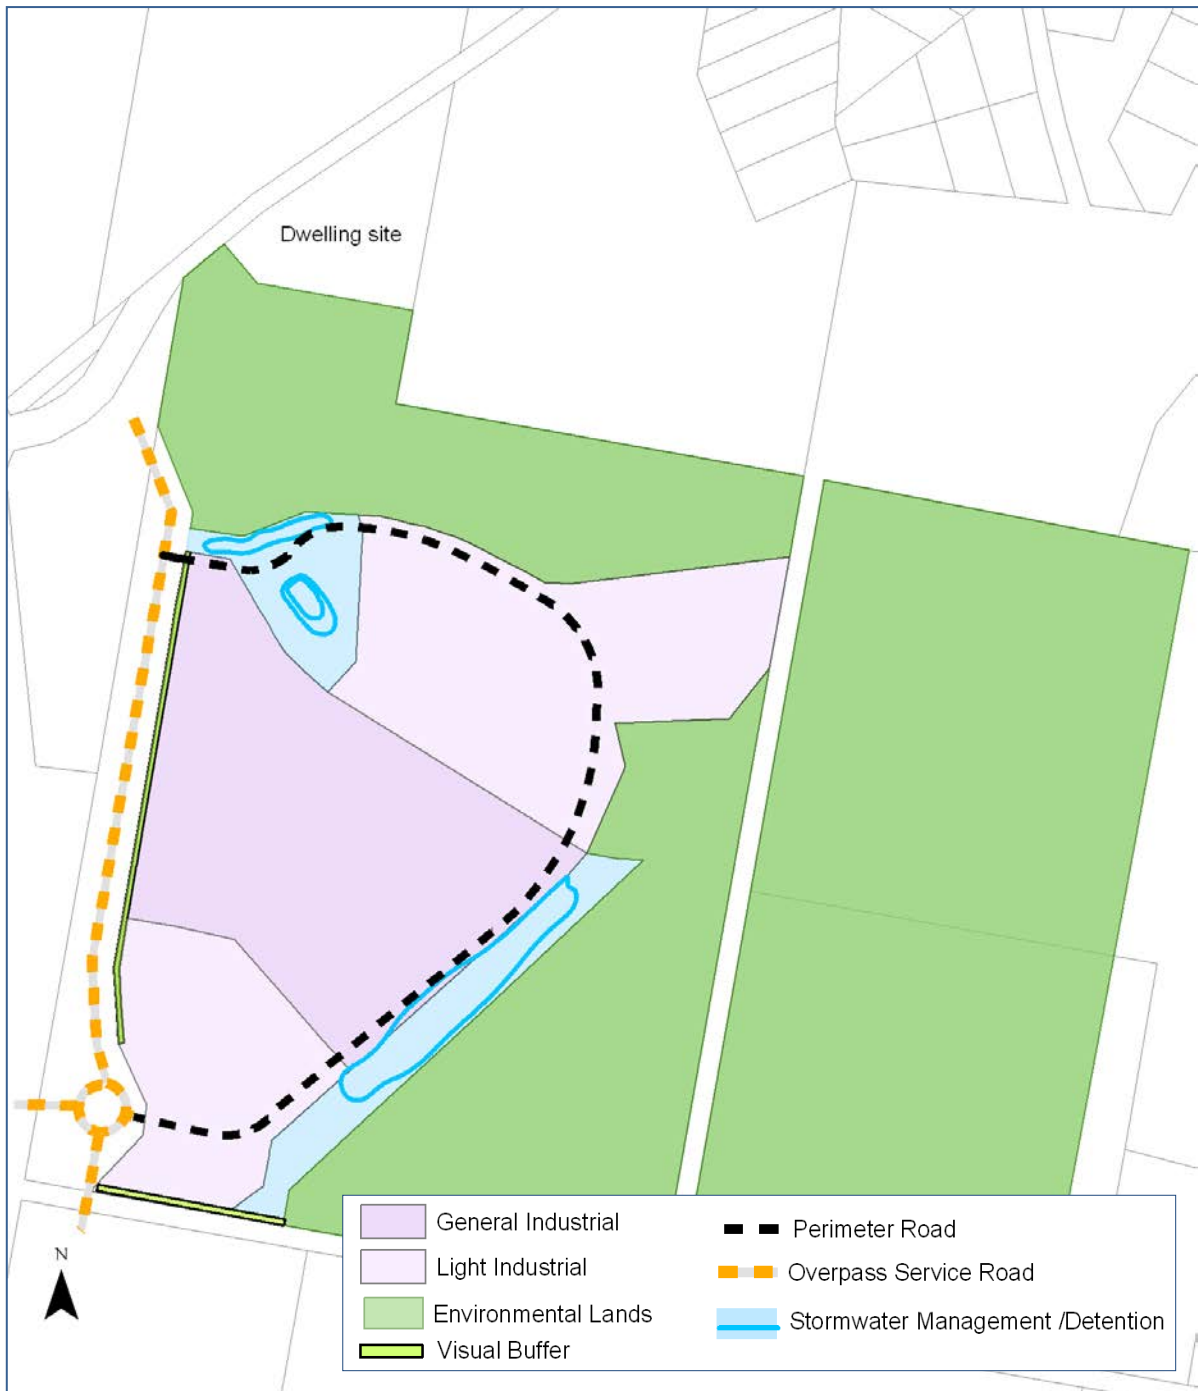 Dwelling site
N
General Industrial
Light Industrial
Environmental Lands
Visual Buffer
Perimeter Road
Overpass Service Road
Stormwater Management /Detention